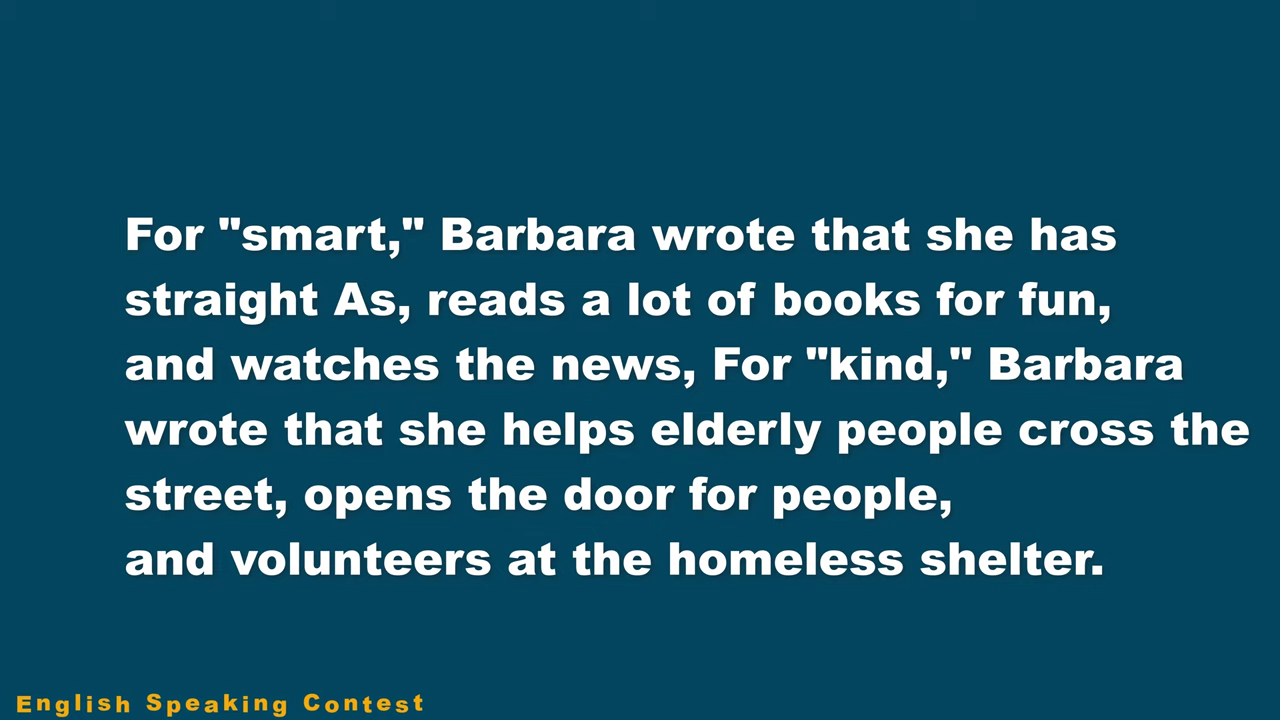 For "smart," Barbara wrote that she has
straight As, reads a lot of books for fun,
and watches the news, For "kind," Barbara
wrote that she helps elderly people cross the
street, opens the door for people,
and volunteers at the homeless shelter.
English Speaking Contest